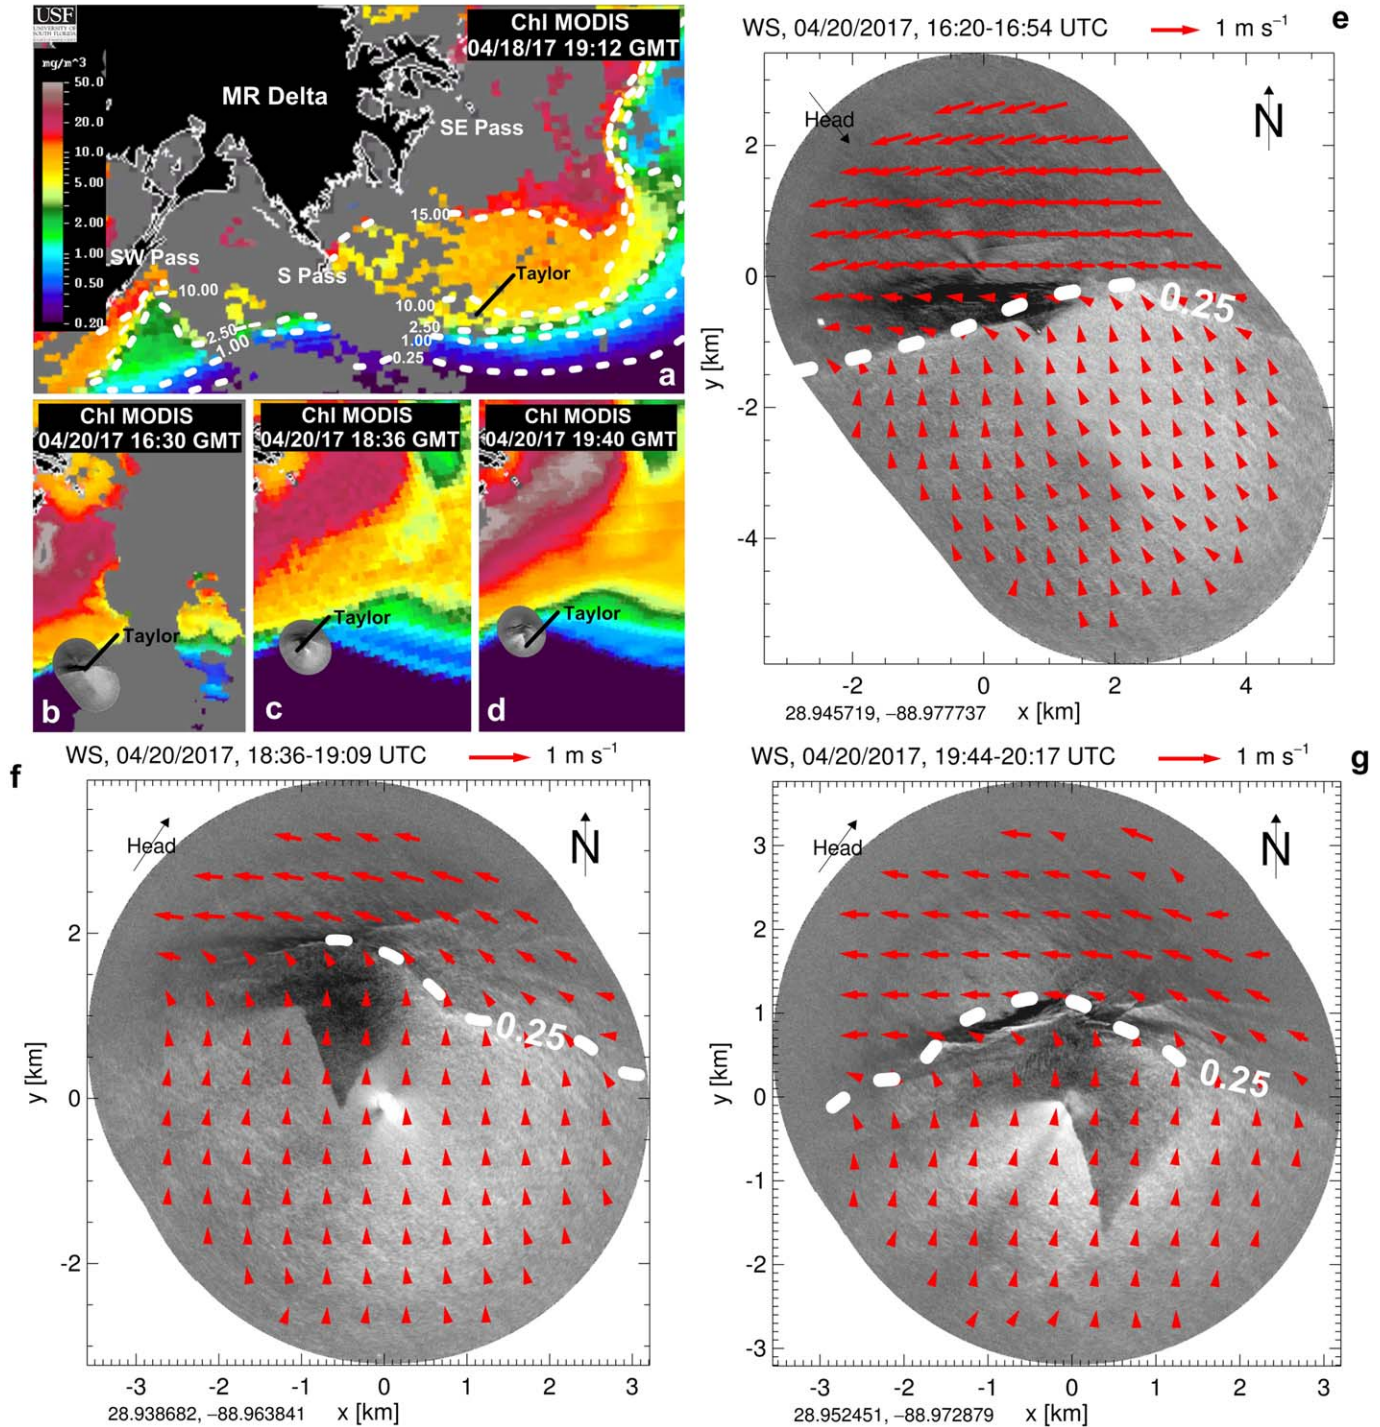 USF
UNIVERSITY OF
SOUTH FLORIDA
Chl MODIS
04/18/17 19:12 GMT
mg/m^3
50.0
20.0
10.0
5.00
2.00
1.00
0.50
0.20
MR Delta
SE Pass
SW Pass
S Pass
Taylor
15.00
10.00
2.50
1.00
10.00
2.50
1.00
0.25
a
Chl MODIS
04/20/17 16:30 GMT
Taylor
b
Chl MODIS
04/20/17 18:36 GMT
Taylor
c
Chl MODIS
04/20/17 19:40 GMT
Taylor
d
WS, 04/20/2017, 16:20-16:54 UTC 1 m s⁻¹
e
Head
N
0.25
2
0
-2
-4
y [km]
-2 0 2 4
28.945719, −88.977737 x [km]
WS, 04/20/2017, 18:36-19:09 UTC 1 m s⁻¹
f
Head
N
0.25
2
0
-2
y [km]
-3 -2 -1 0 1 2 3
28.938682, −88.963841 x [km]
WS, 04/20/2017, 19:44-20:17 UTC 1 m s⁻¹
g
Head
N
0.25
3
2
1
0
-1
-2
-3
y [km]
-3 -2 -1 0 1 2 3
28.952451, −88.972879 x [km]